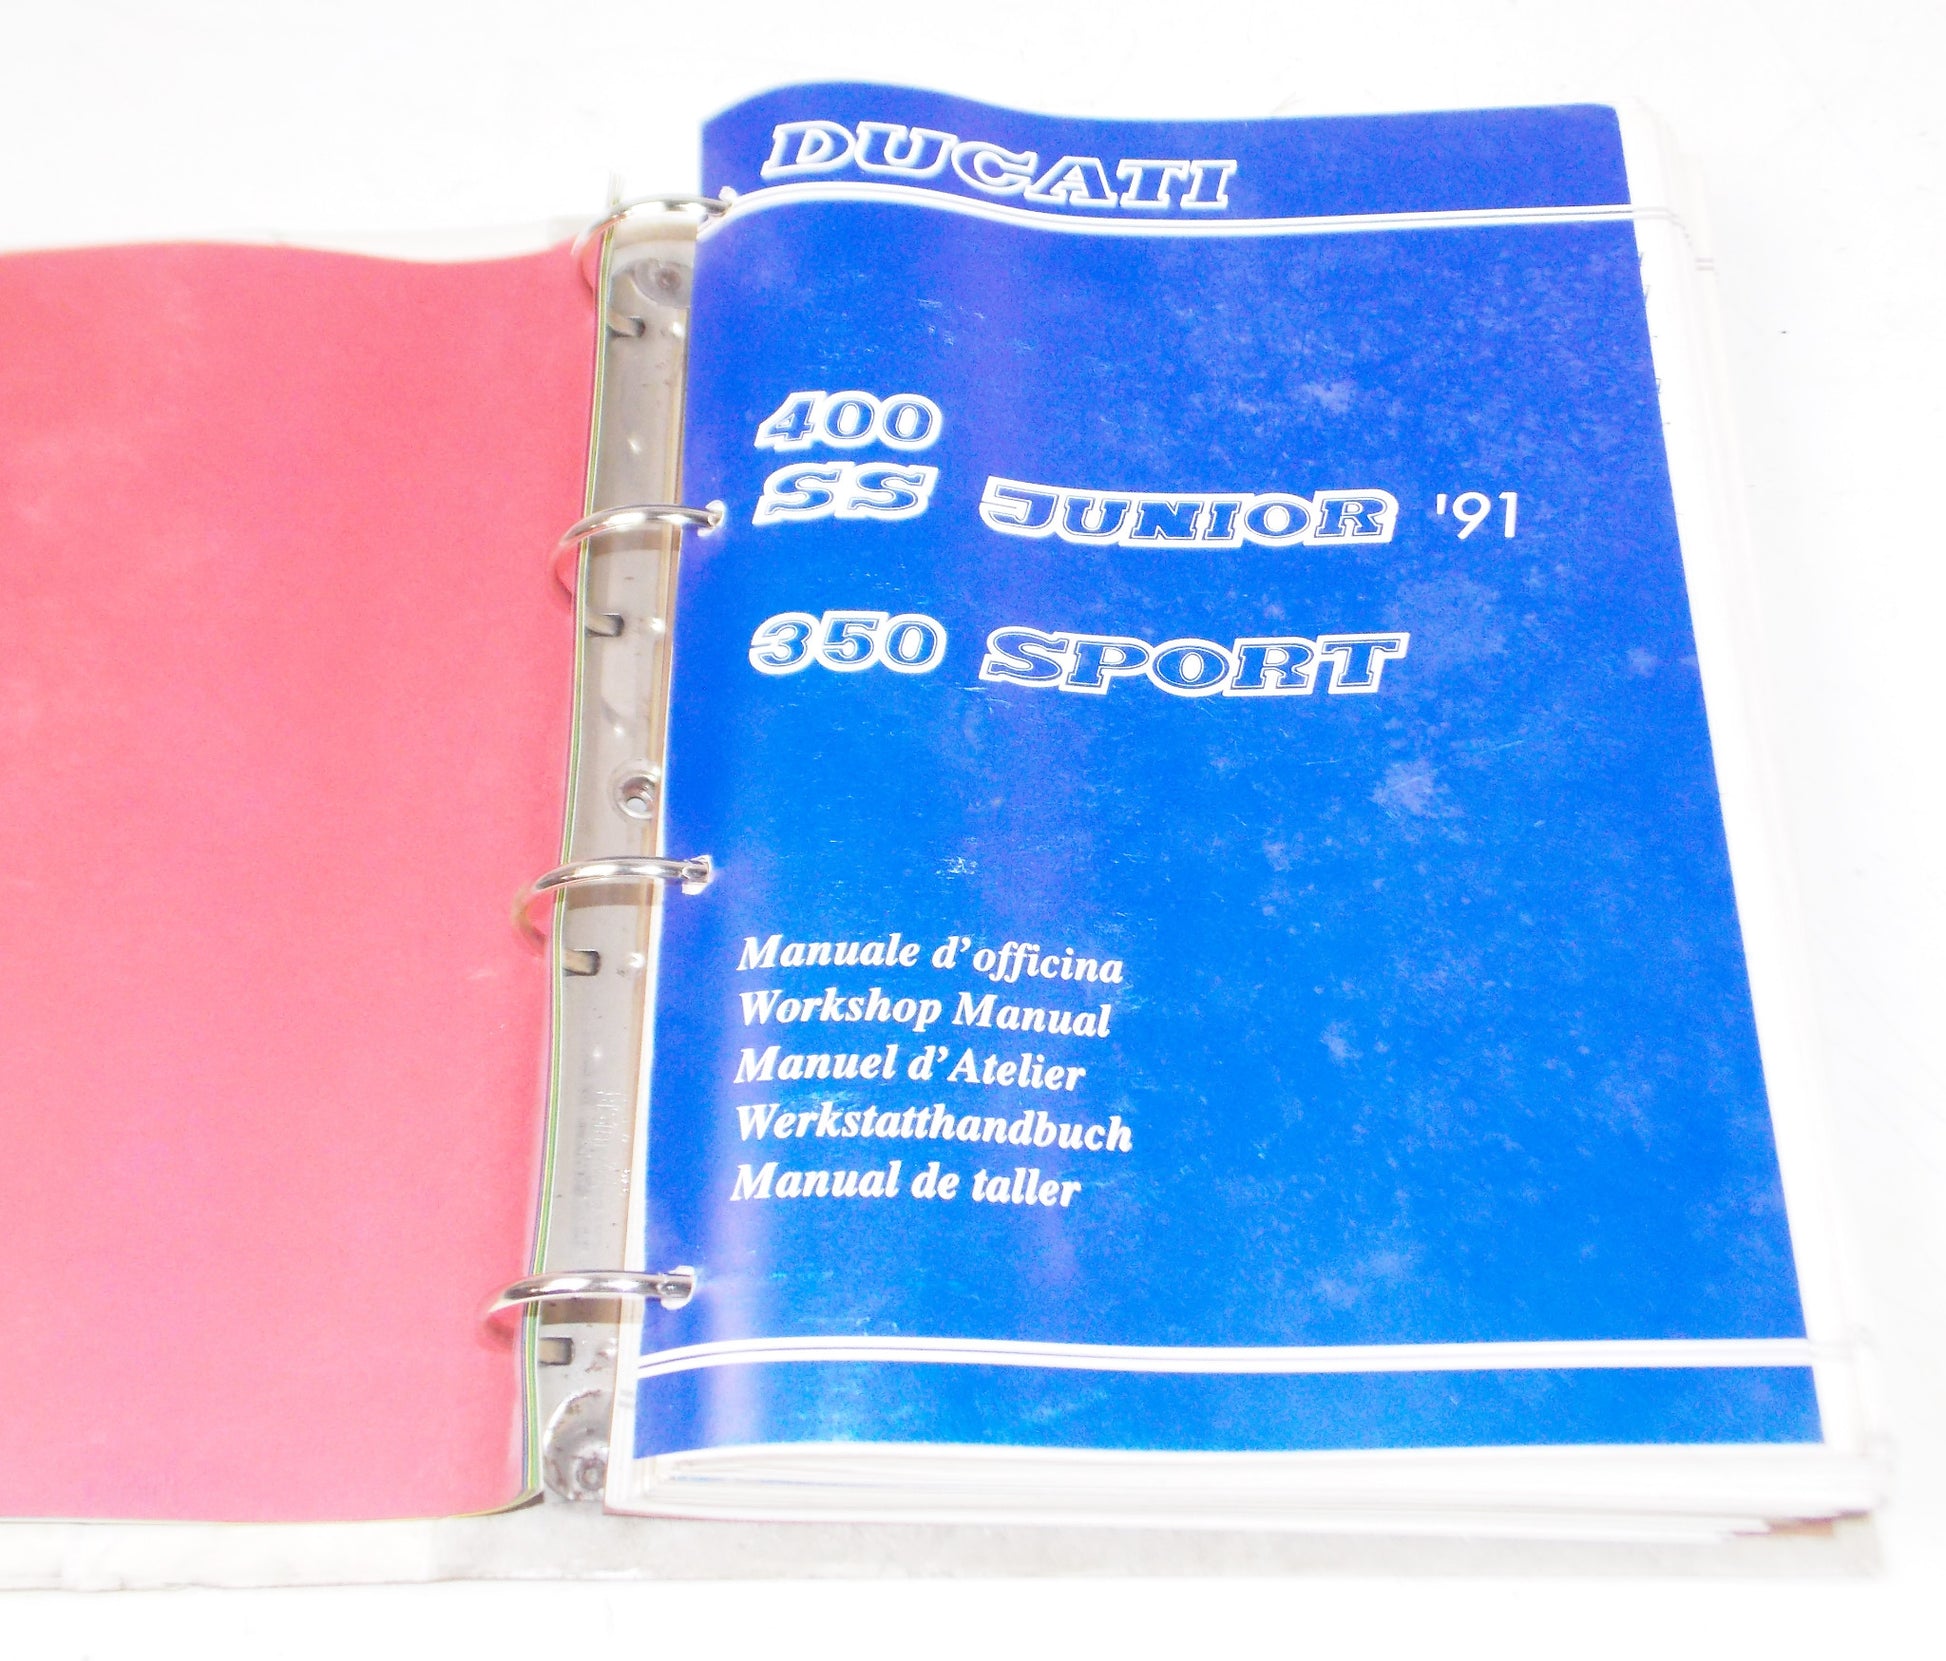 DUCATI
400
SS JUNIOR '91
350 SPORT
Manuale d'officina
Workshop Manual
Manuel d'Atelier
Werkstatthandbuch
Manual de taller